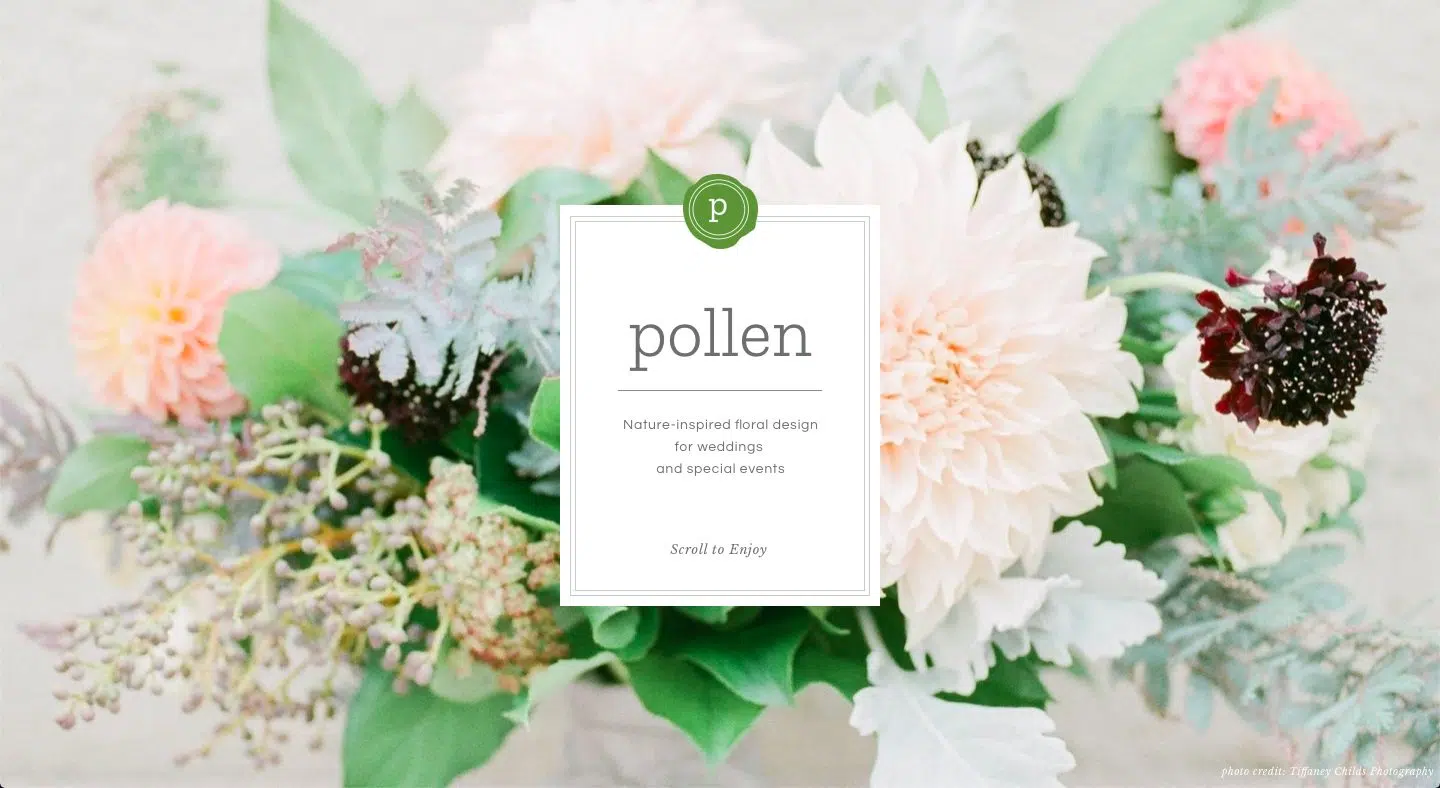 p
pollen
Nature-inspired floral design
for weddings
and special events
Scroll to Enjoy
photo credit: Tiffaney Childs Photography